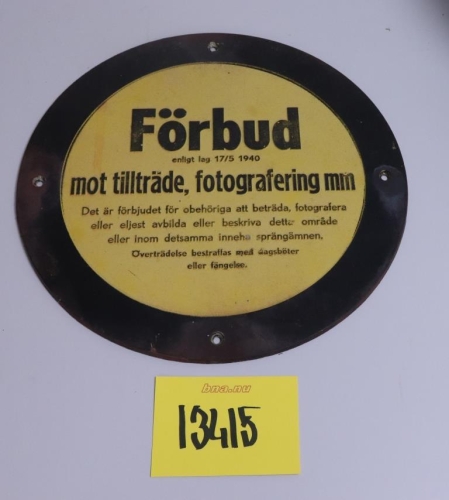 Förbud
enligt lag 17/5 1940
mot tillträde, fotografering mm
Det är förbjudet för obehöriga att beträda, fotografera
eller eljest avbilda eller beskriva detta område
eller inom detsamma inneha sprängämnen.
Överträdelse bestraffas med dagsböter
eller fängelse.
bna.nu
13415